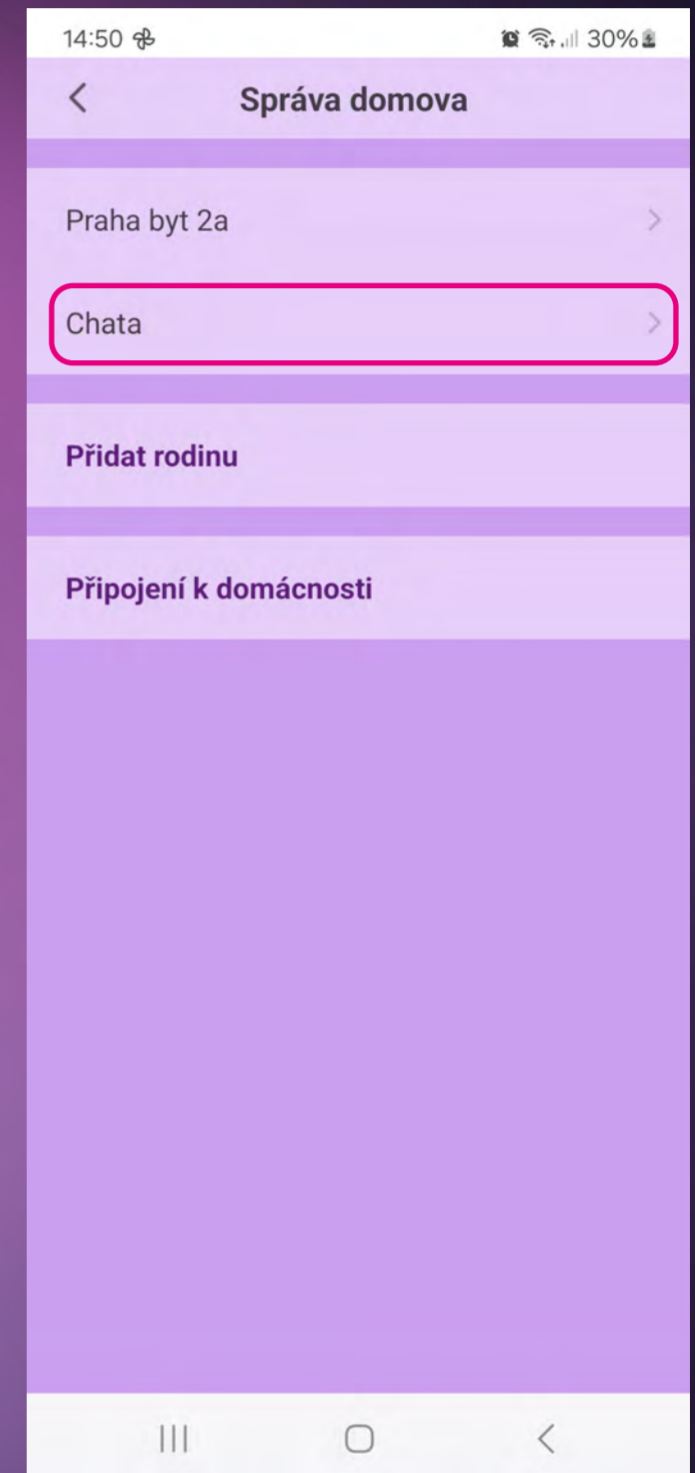 14:50
30%
Správa domova
Praha byt 2a
Chata
Přidat rodinu
Připojení k domácnosti